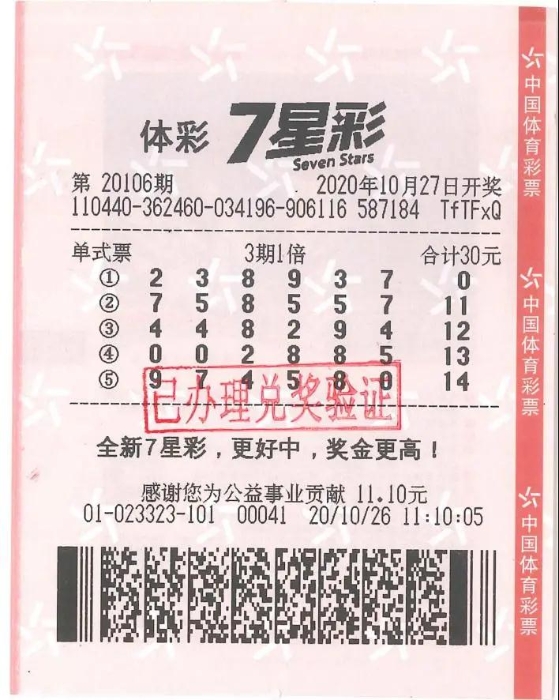 体彩 7星彩
Seven Stars
第 20106期 2020年10月27日开奖
110440-362460-034196-906116 587184 TfTFxQ
单式票 3期1倍 合计30元
① 2 3 8 9 3 7 0
② 7 5 8 5 5 7 11
③ 4 4 8 2 9 4 12
④ 0 0 2 8 8 5 13
⑤ 9 7 4 5 8 0 14
已办理兑奖验证
全新7星彩，更好中，奖金更高！
感谢您为公益事业贡献 11.10元
01-023323-101 00041 20/10/26 11:10:05
中国体育彩票
中国体育彩票
中国体育彩票